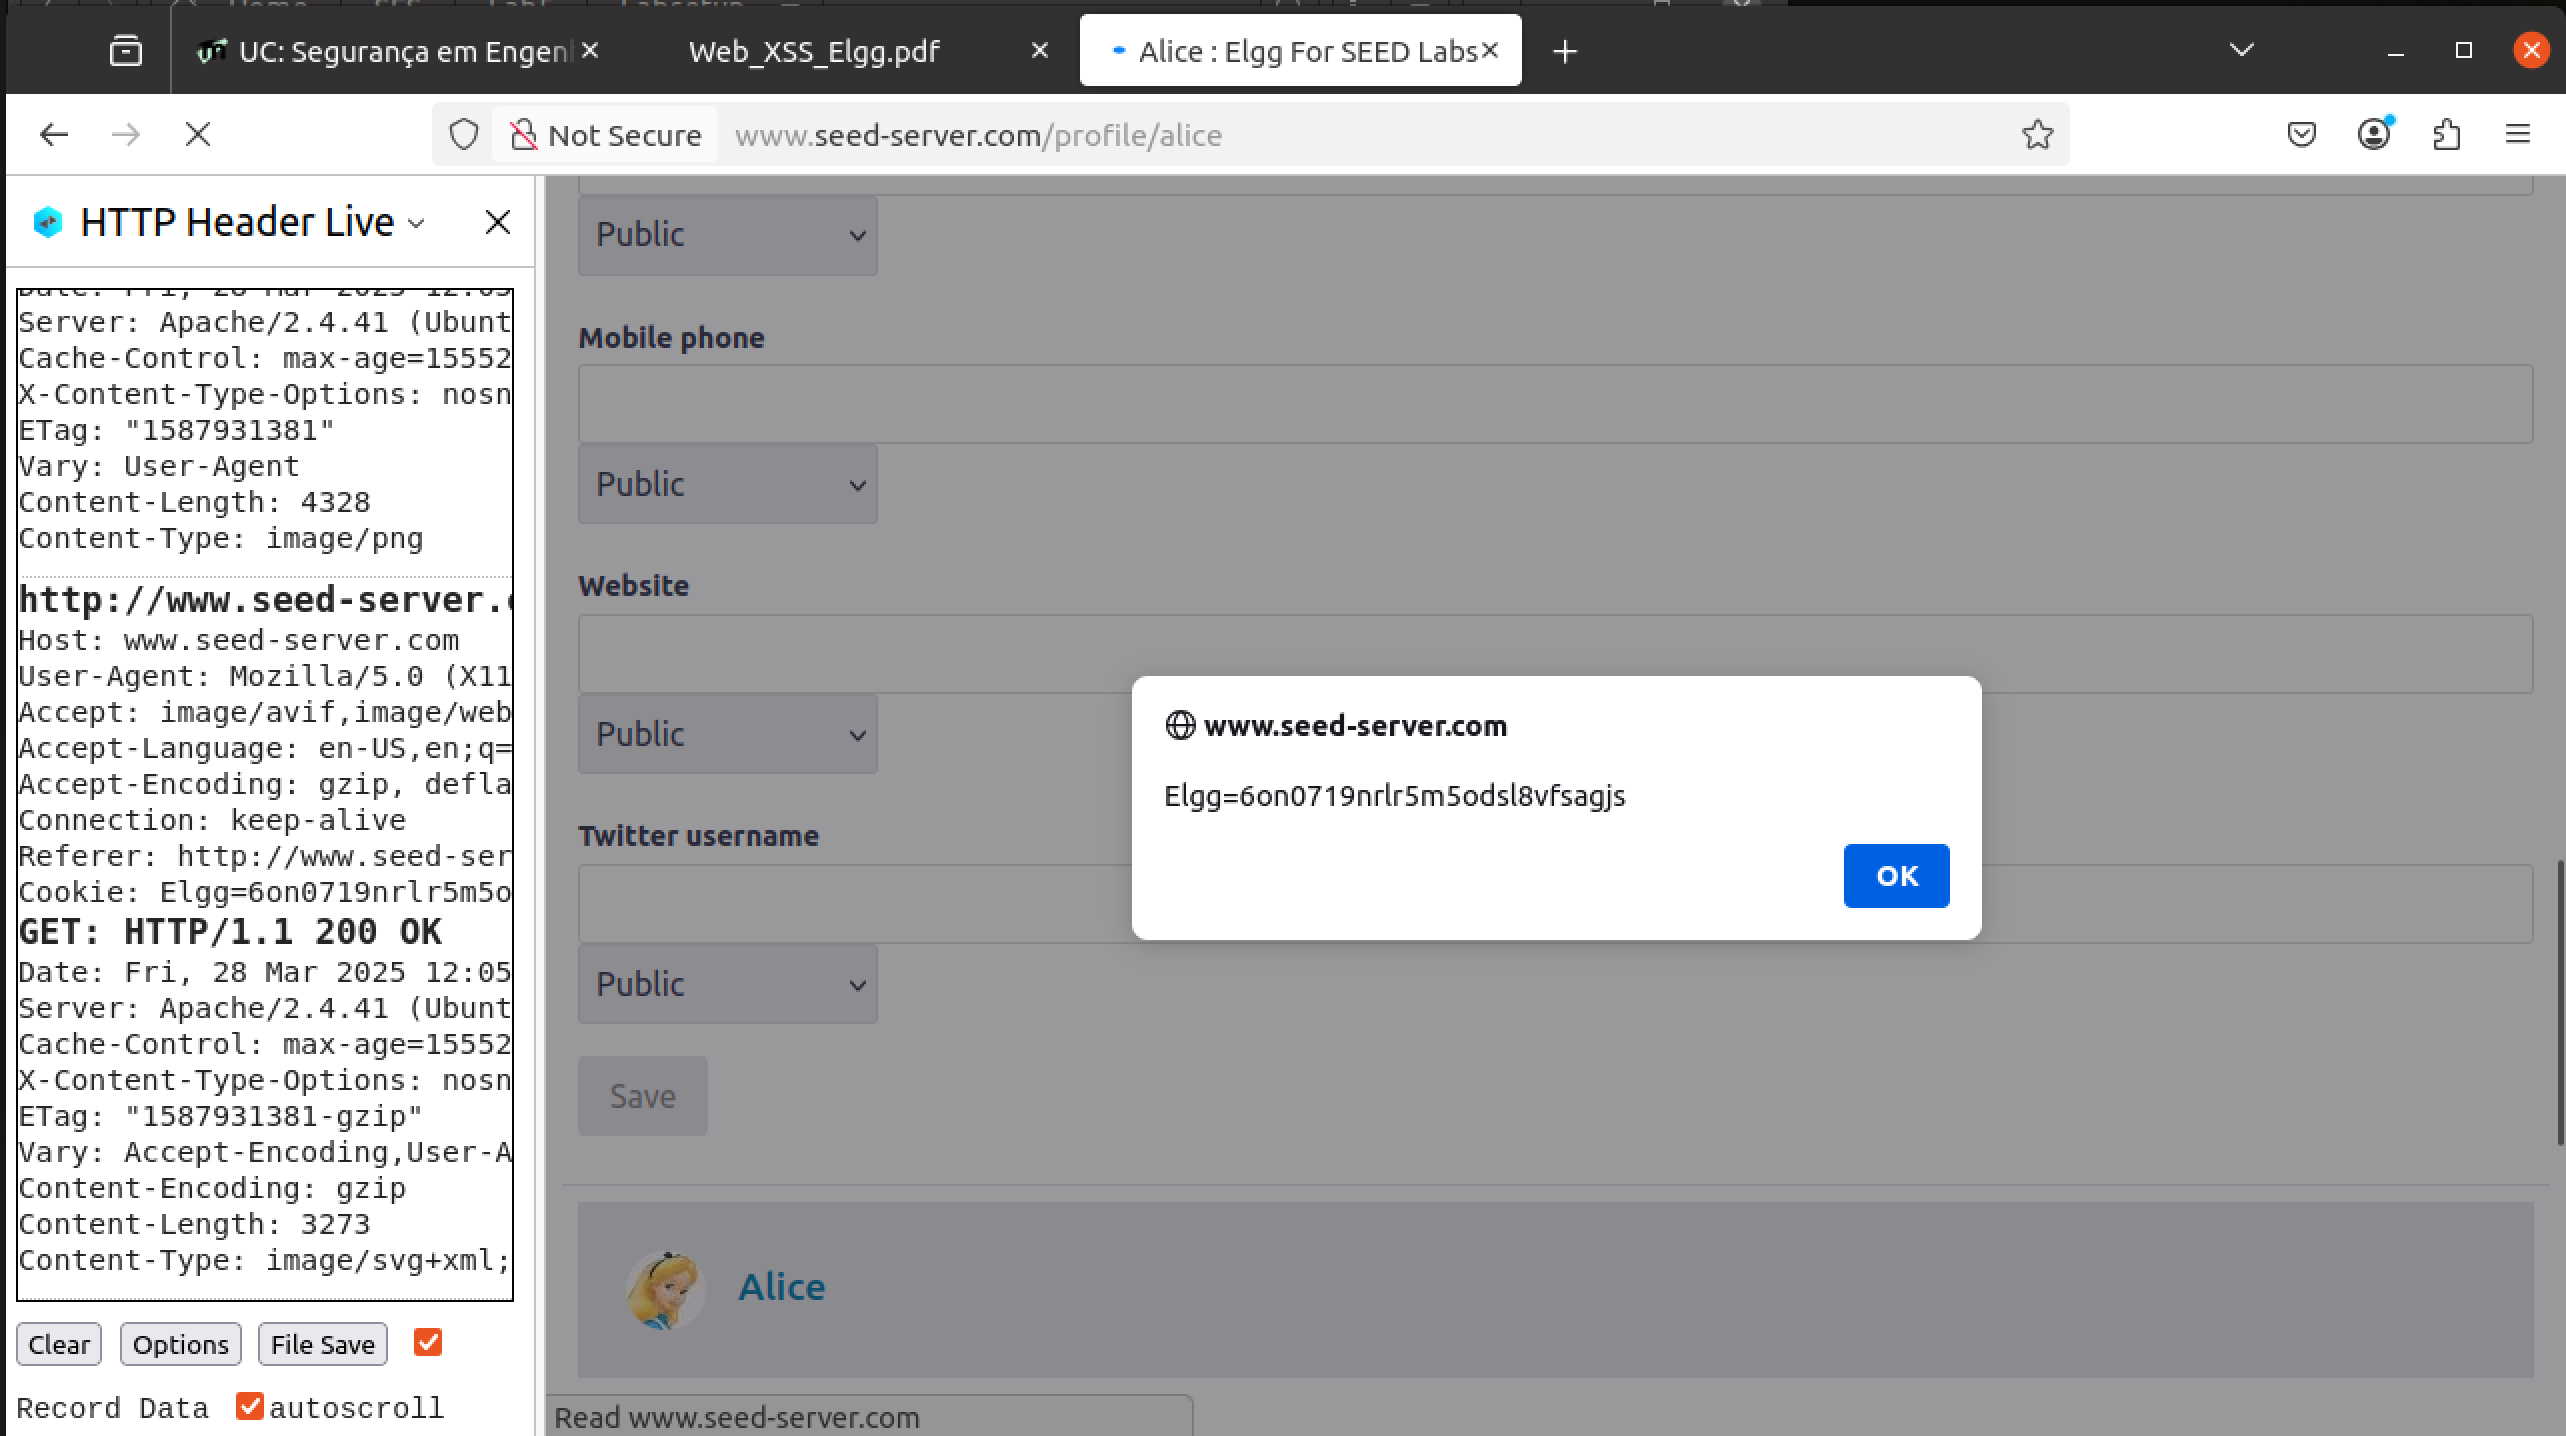 UC: Segurança em Engen
Web_XSS_Elgg.pdf
Alice : Elgg For SEED Labs
Not Secure
www.seed-server.com/profile/alice
HTTP Header Live
Server: Apache/2.4.41 (Ubunt
Cache-Control: max-age=15552
X-Content-Type-Options: nosn
ETag: "1587931381"
Vary: User-Agent
Content-Length: 4328
Content-Type: image/png
http://www.seed-server.c
Host: www.seed-server.com
User-Agent: Mozilla/5.0 (X11
Accept: image/avif,image/web
Accept-Language: en-US,en;q=
Accept-Encoding: gzip, defla
Connection: keep-alive
Referer: http://www.seed-ser
Cookie: Elgg=6on0719nrlr5m5o
GET: HTTP/1.1 200 OK
Date: Fri, 28 Mar 2025 12:05
Server: Apache/2.4.41 (Ubunt
Cache-Control: max-age=15552
X-Content-Type-Options: nosn
ETag: "1587931381-gzip"
Vary: Accept-Encoding,User-A
Content-Encoding: gzip
Content-Length: 3273
Content-Type: image/svg+xml;
Clear
Options
File Save
Record Data
autoscroll
Public
Mobile phone
Public
Website
Public
Twitter username
Public
Save
Alice
Read www.seed-server.com
www.seed-server.com
Elgg=6on0719nrlr5m5odsl8vfsagjs
OK